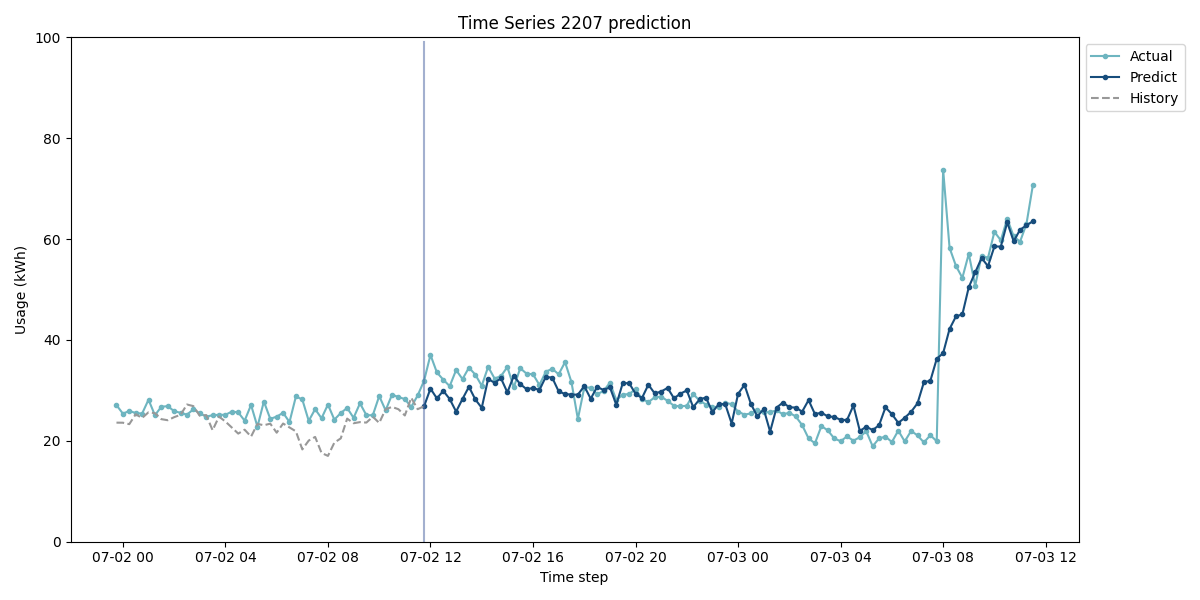 Time Series 2207 prediction
100
80
60
40
20
0
Usage (kWh)
07-02 00
07-02 04
07-02 08
07-02 12
07-02 16
07-02 20
07-03 00
07-03 04
07-03 08
07-03 12
Time step
Actual
Predict
History